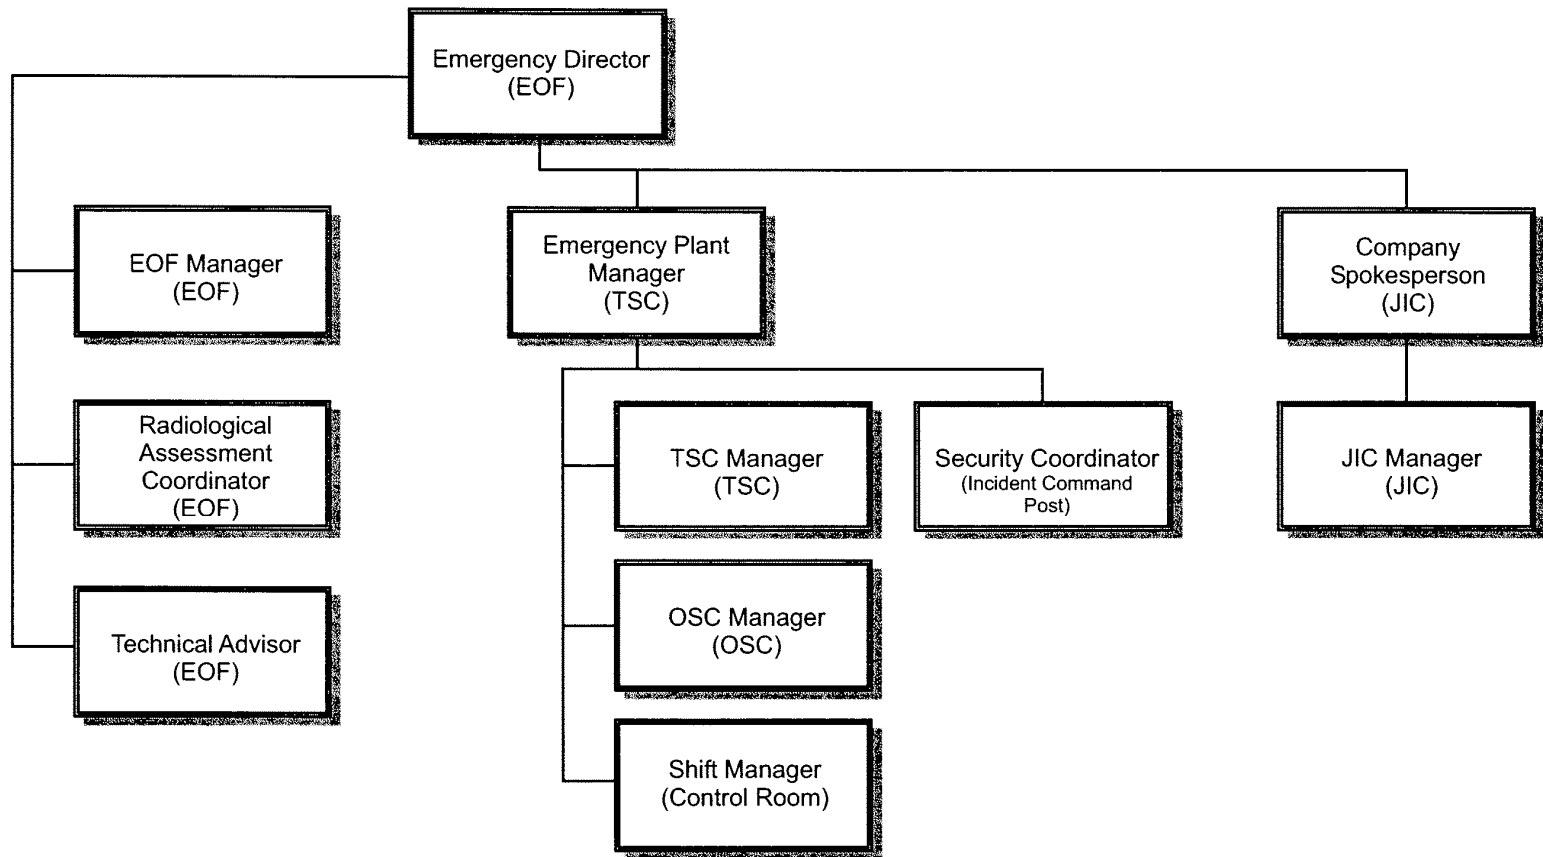 Emergency Director
(EOF)
EOF Manager
(EOF)
Emergency Plant
Manager
(TSC)
Company
Spokesperson
(JIC)
Radiological
Assessment
Coordinator
(EOF)
TSC Manager
(TSC)
Security Coordinator
(Incident Command
Post)
JIC Manager
(JIC)
Technical Advisor
(EOF)
OSC Manager
(OSC)
Shift Manager
(Control Room)